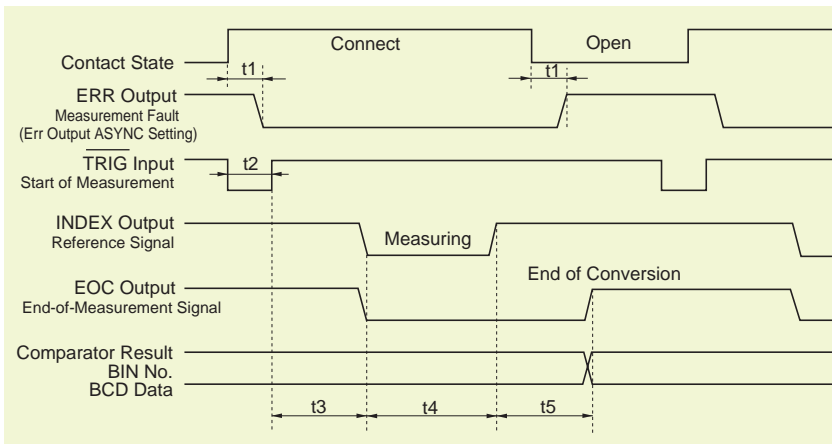 Connect
Open
Contact State
t1
t1
ERR Output
Measurement Fault
(Err Output ASYNC Setting)
TRIG Input
t2
Start of Measurement
INDEX Output
Reference Signal
Measuring
End of Conversion
EOC Output
End-of-Measurement Signal
Comparator Result
BIN No.
BCD Data
t3
t4
t5